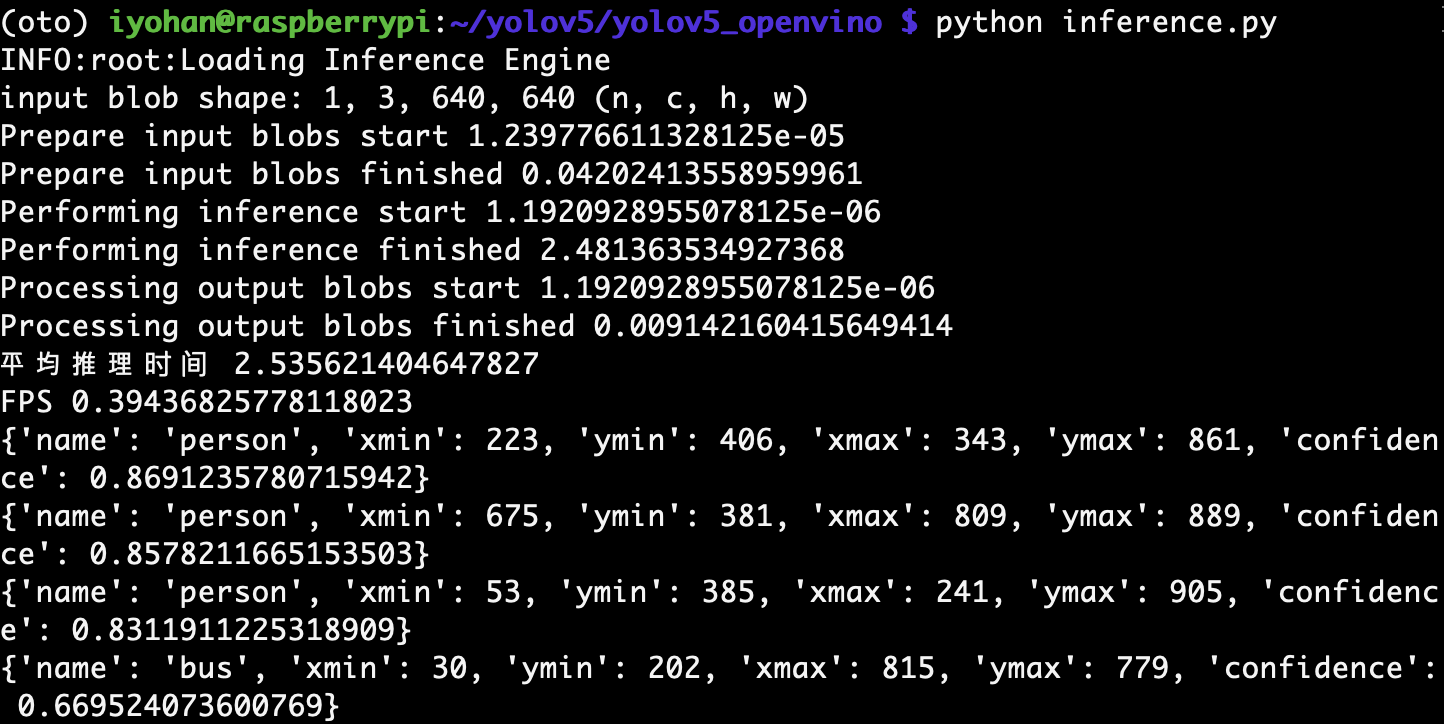 (oto) iyohan@raspberrypi:~/yolov5/yolov5_openvino $ python inference.py
INFO:root:Loading Inference Engine
input blob shape: 1, 3, 640, 640 (n, c, h, w)
Prepare input blobs start 1.239776611328125e-05
Prepare input blobs finished 0.04202413558959961
Performing inference start 1.1920928955078125e-06
Performing inference finished 2.481363534927368
Processing output blobs start 1.1920928955078125e-06
Processing output blobs finished 0.009142160415649414
平均推理时间 2.535621404647827
FPS 0.39436825778118023
{'name': 'person', 'xmin': 223, 'ymin': 406, 'xmax': 343, 'ymax': 861, 'confiden
ce': 0.8691235780715942}
{'name': 'person', 'xmin': 675, 'ymin': 381, 'xmax': 809, 'ymax': 889, 'confiden
ce': 0.8578211665153503}
{'name': 'person', 'xmin': 53, 'ymin': 385, 'xmax': 241, 'ymax': 905, 'confidenc
e': 0.8311911225318909}
{'name': 'bus', 'xmin': 30, 'ymin': 202, 'xmax': 815, 'ymax': 779, 'confidence':
 0.669524073600769}